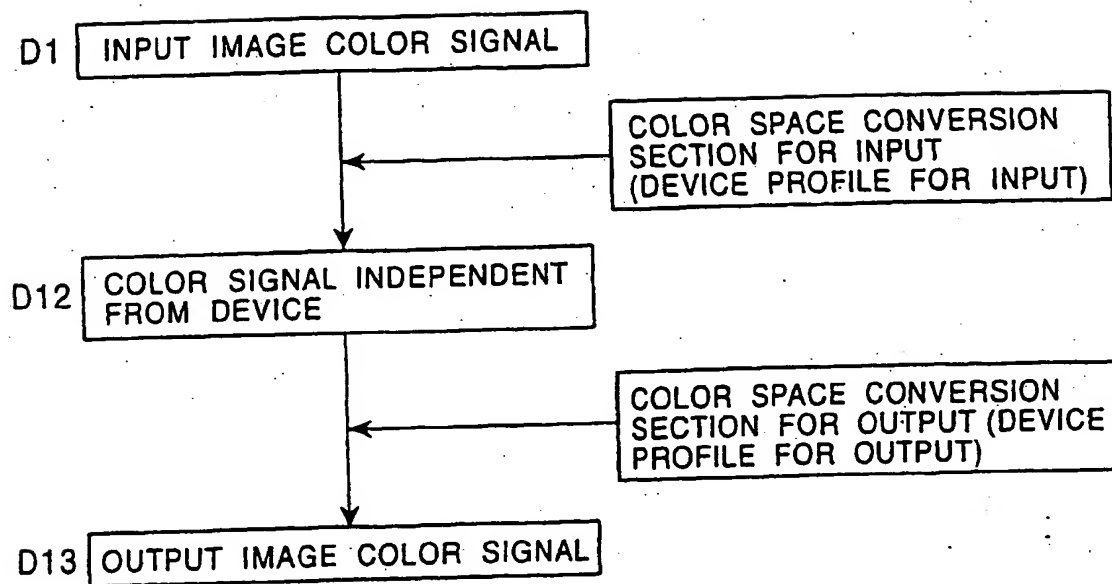 D1 INPUT IMAGE COLOR SIGNAL
COLOR SPACE CONVERSION
SECTION FOR INPUT
(DEVICE PROFILE FOR INPUT)
D12 COLOR SIGNAL INDEPENDENT
FROM DEVICE
COLOR SPACE CONVERSION
SECTION FOR OUTPUT (DEVICE
PROFILE FOR OUTPUT)
D13 OUTPUT IMAGE COLOR SIGNAL